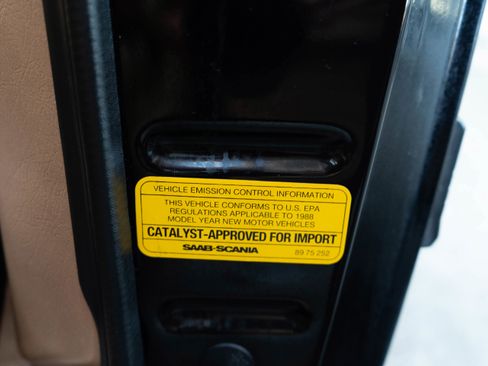 VEHICLE EMISSION CONTROL INFORMATION
THIS VEHICLE CONFORMS TO U.S. EPA
REGULATIONS APPLICABLE TO 1988
MODEL YEAR NEW MOTOR VEHICLES
CATALYST-APPROVED FOR IMPORT
SAAB-SCANIA 89 75 252